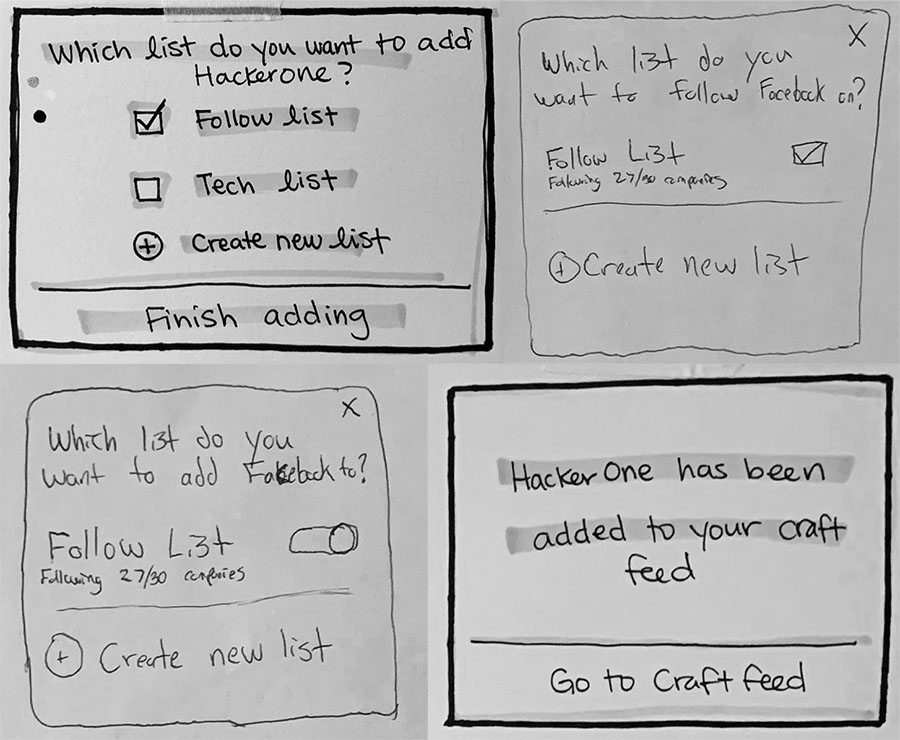 Which list do you want to add
Hackerone?
Follow list
Tech list
Create new list
Finish adding
X
Which list do you
want to follow Facebook on?
Follow List
Following 27/30 companies
Create new list
X
Which list do you
want to add Facebook to?
Follow List
Following 27/30 companies
Create new list
HackerOne has been
added to your craft
feed
Go to Craft feed